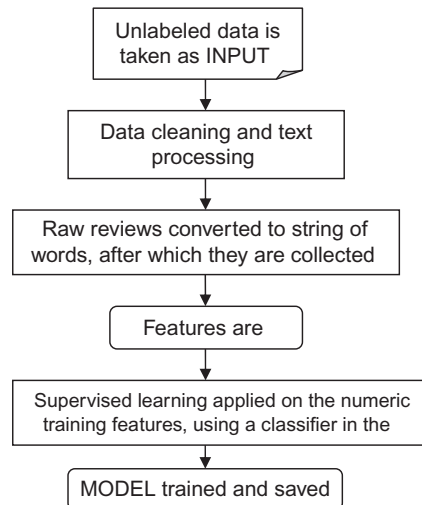 Unlabeled data is
taken as INPUT
Data cleaning and text
processing
Raw reviews converted to string of
words, after which they are collected
Features are
Supervised learning applied on the numeric
training features, using a classifier in the
MODEL trained and saved